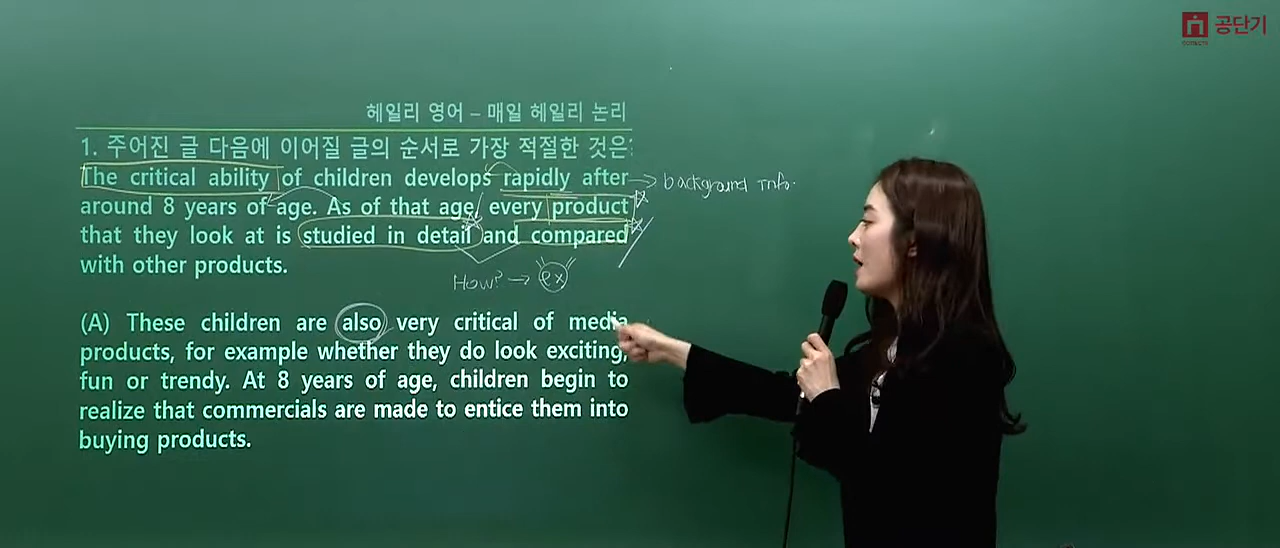 공단기
헤일리 영어 – 매일 헤일리 논리
1. 주어진 글 다음에 이어질 글의 순서로 가장 적절한 것은?
The critical ability of children develops rapidly after
background info.
around 8 years of age. As of that age, every product
that they look at is studied in detail and compared
with other products.
How? → ex
(A) These children are also very critical of media
products, for example whether they do look exciting,
fun or trendy. At 8 years of age, children begin to
realize that commercials are made to entice them into
buying products.